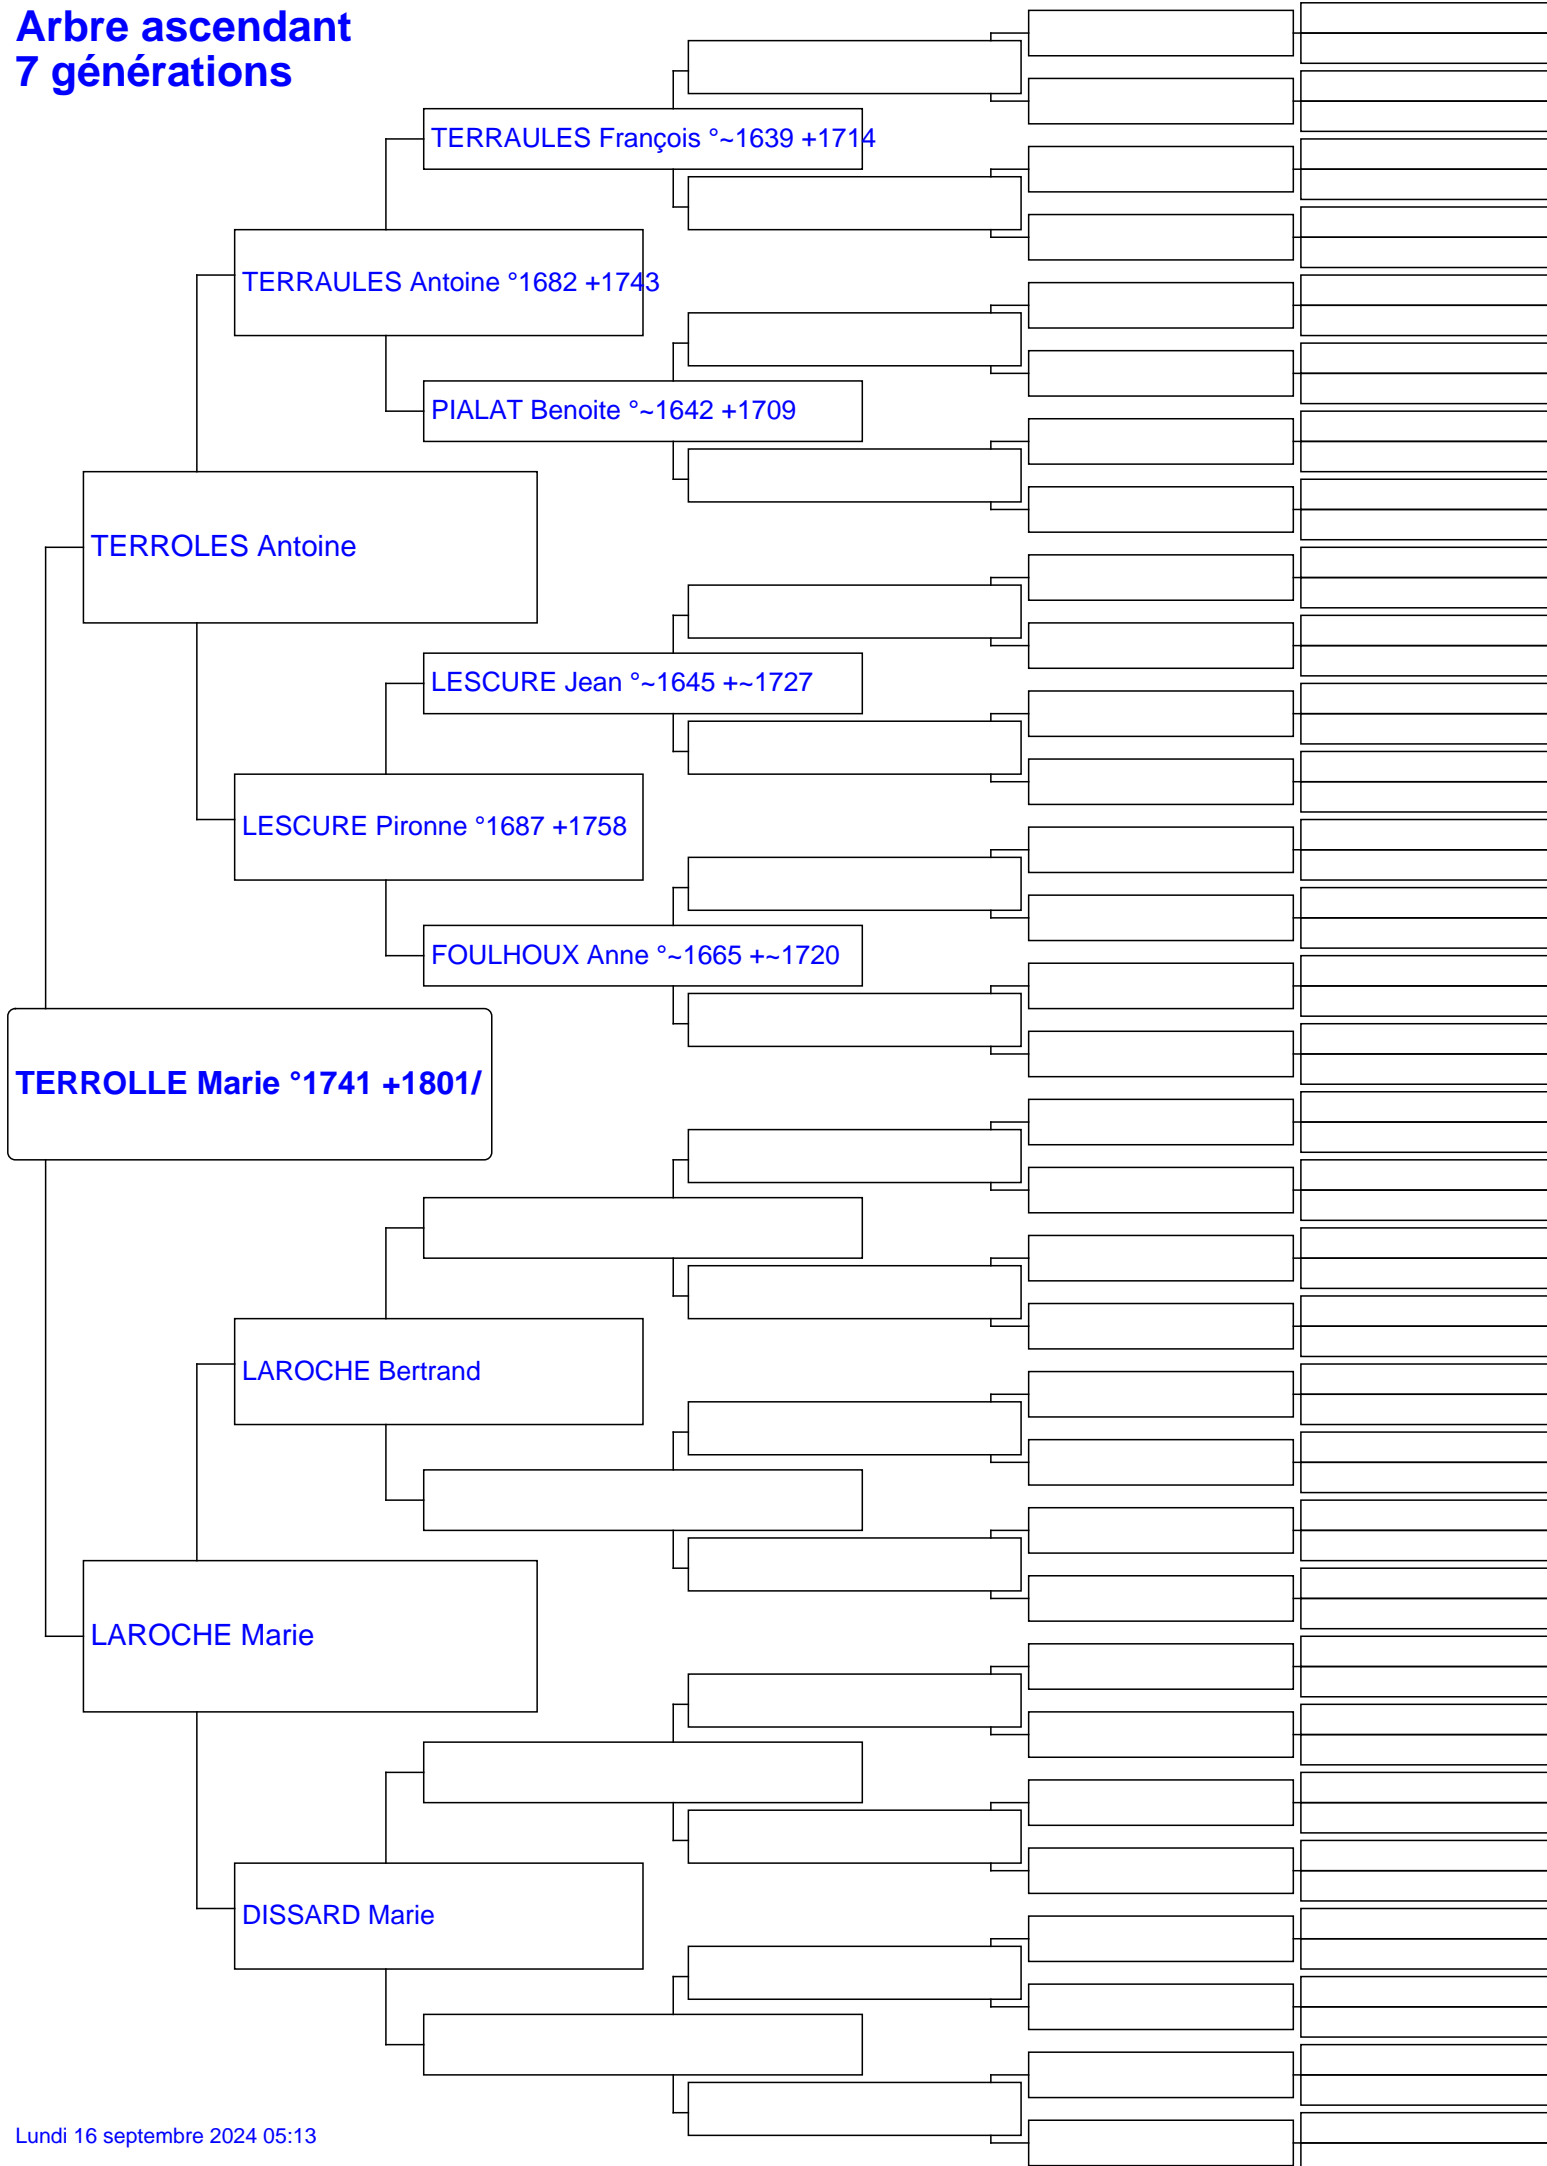 Arbre ascendant
7 générations
TERRAULES François °~1639 +1714
TERRAULES Antoine °1682 +1743
PIALAT Benoite °~1642 +1709
TERROLES Antoine
LESCURE Jean °~1645 +~1727
LESCURE Pironne °1687 +1758
FOULHOUX Anne °~1665 +~1720
TERROLLE Marie °1741 +1801/
LAROCHE Bertrand
LAROCHE Marie
DISSARD Marie
Lundi 16 septembre 2024 05:13